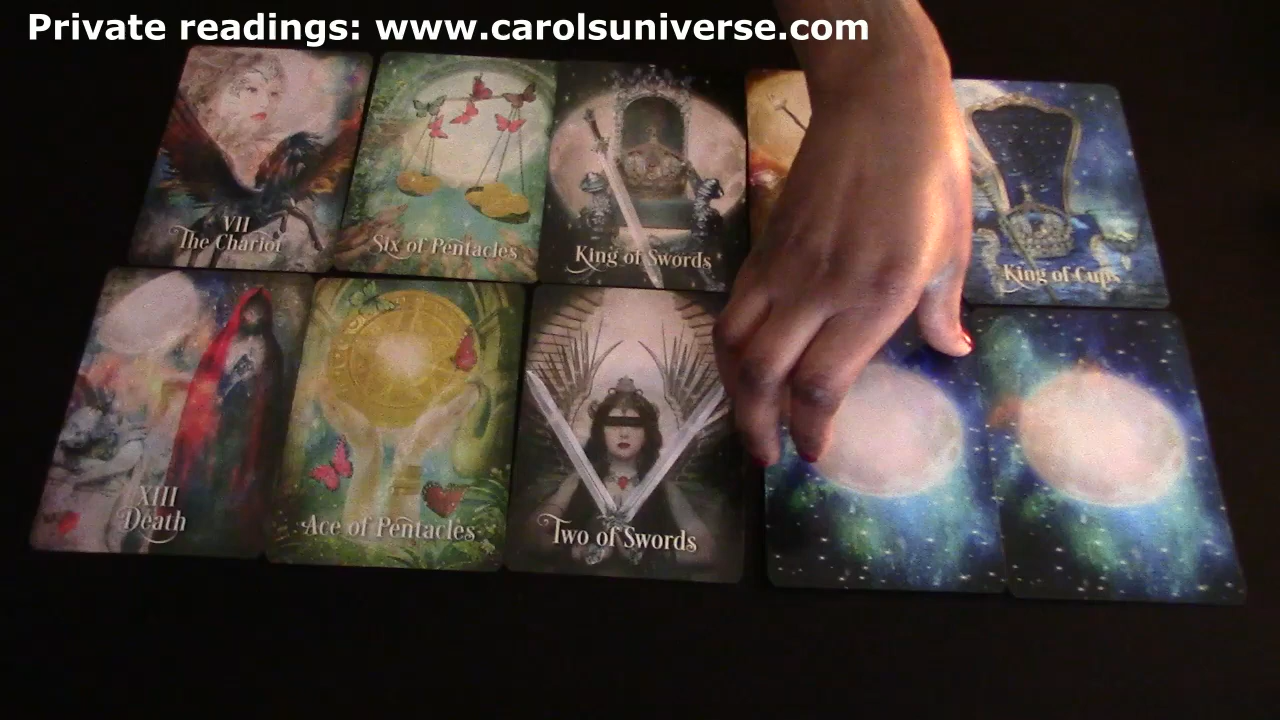 Private readings: www.carolsuniverse.com
VII
The Chariot
Six of Pentacles
King of Swords
King of Cups
XIII
Death
Ace of Pentacles
Two of Swords